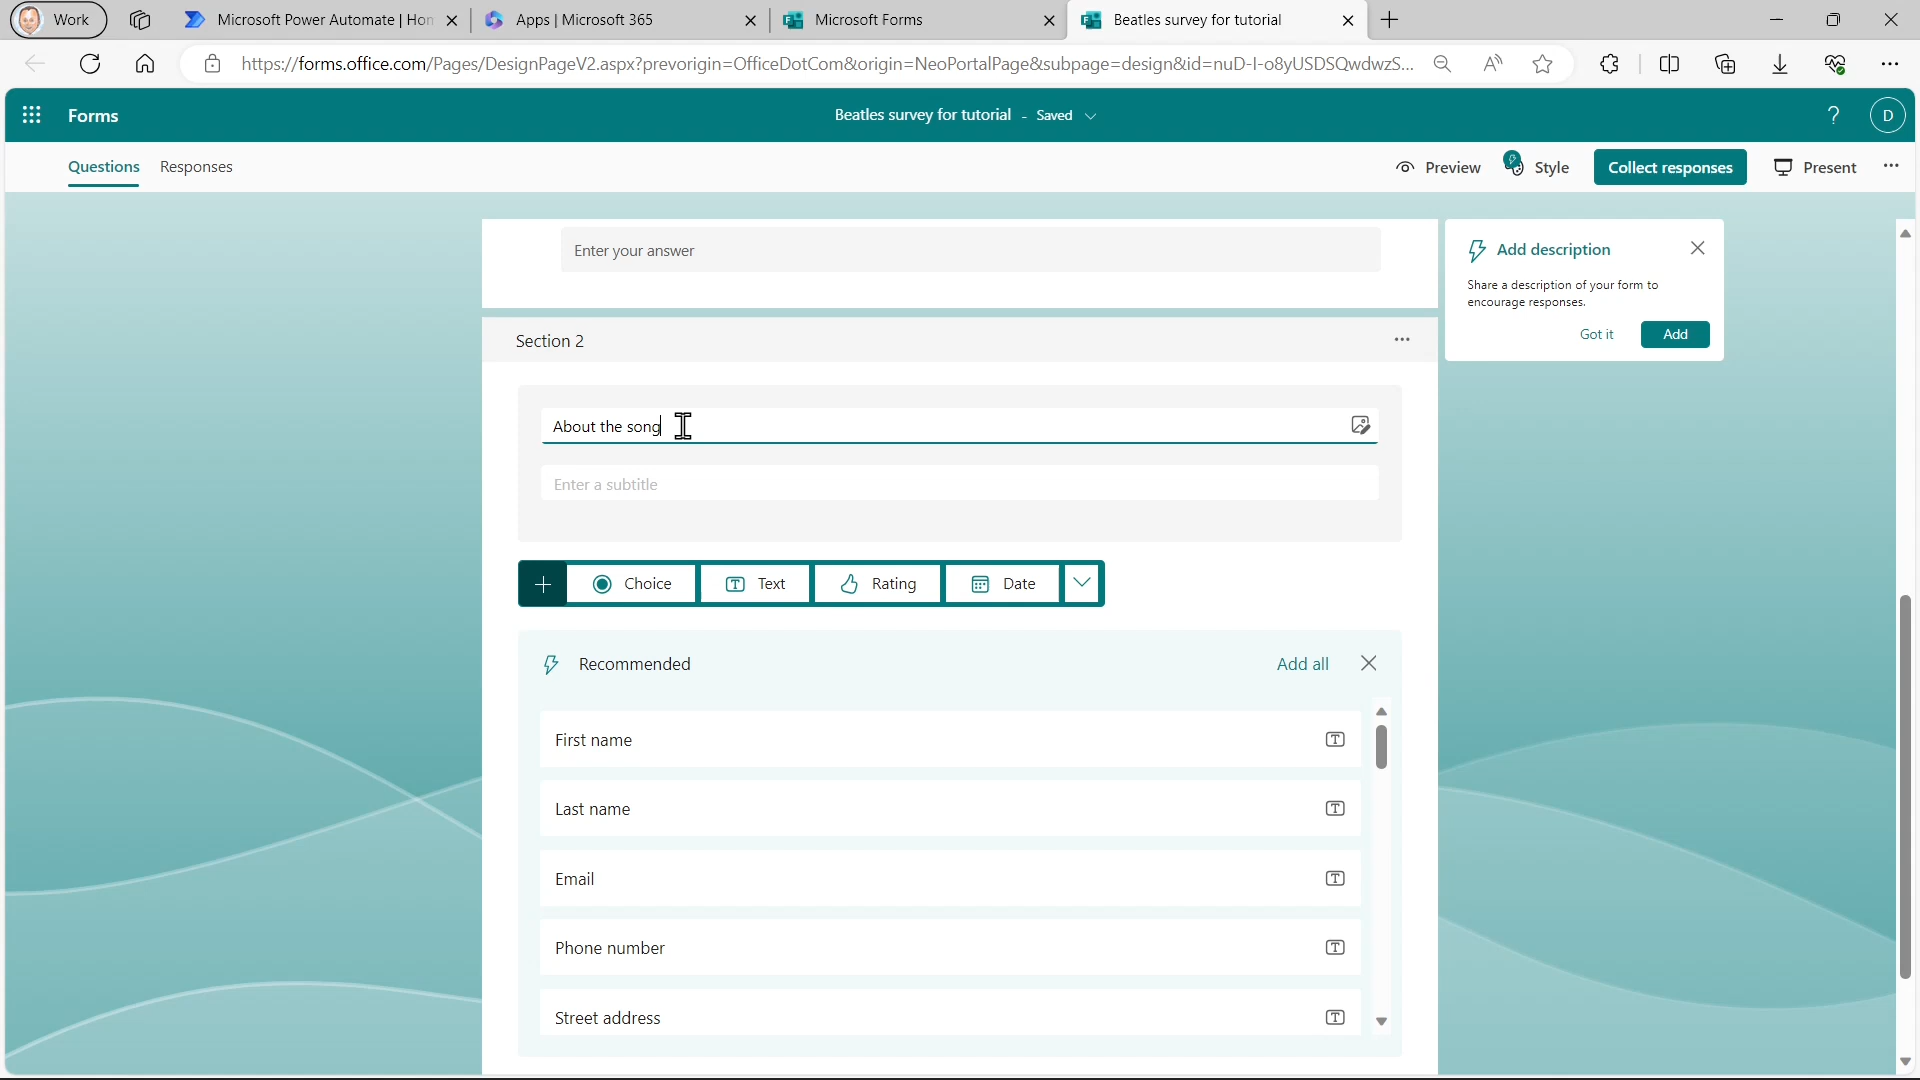 Work
Microsoft Power Automate | Hor
Apps | Microsoft 365
Microsoft Forms
Beatles survey for tutorial
https://forms.office.com/Pages/DesignPageV2.aspx?prevorigin=OfficeDotCom&origin=NeoPortalPage&subpage=design&id=nuD-I-o8yUSDSQwdwzS...
Forms
Beatles survey for tutorial - Saved
?
D
Questions
Responses
Preview
Style
Collect responses
Present
Enter your answer
Add description
Share a description of your form to
encourage responses.
Got it
Add
Section 2
About the song
Enter a subtitle
Choice
Text
Rating
Date
Recommended
Add all
First name
Last name
Email
Phone number
Street address